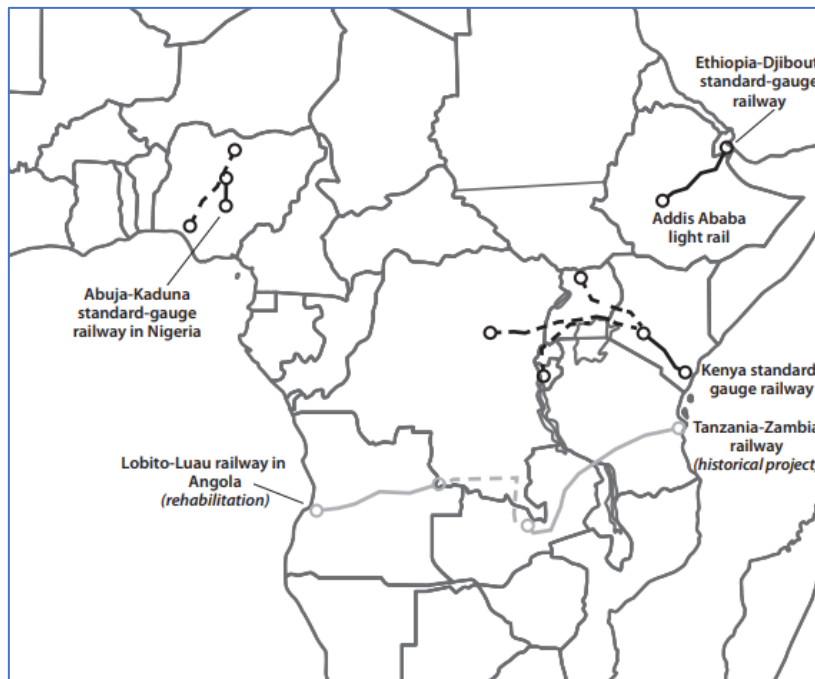 Ethiopia-Djibout
standard-gauge
railway
Addis Ababa
light rail
Abuja-Kaduna
standard-gauge
railway in Nigeria
Kenya standard-
gauge railway
Tanzania-Zambia
railway
(historical project)
Lobito-Luau railway in
Angola
(rehabilitation)